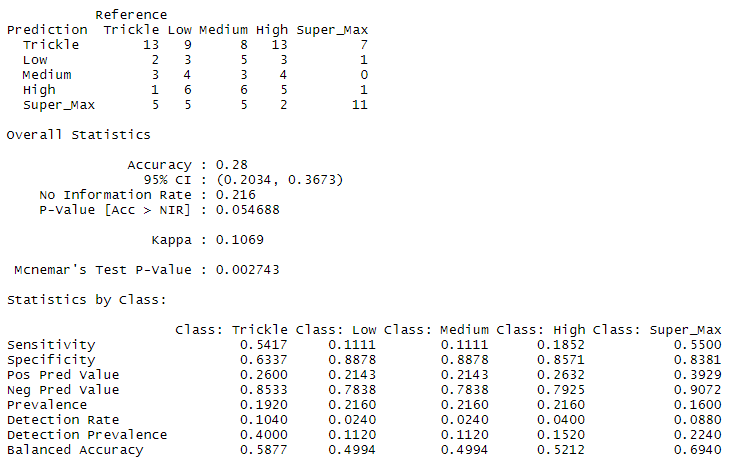 Reference
Prediction Trickle Low Medium High Super_Max
Trickle 13 9 8 13 7
Low 2 3 5 3 1
Medium 3 4 3 4 0
High 1 6 6 5 1
Super_Max 5 5 5 2 11
Overall Statistics
Accuracy : 0.28
95% CI : (0.2034, 0.3673)
No Information Rate : 0.216
P-Value [Acc > NIR] : 0.054688
Kappa : 0.1069
Mcnemar's Test P-Value : 0.002743
Statistics by Class:
Class: Trickle Class: Low Class: Medium Class: High Class: Super_Max
Sensitivity 0.5417 0.1111 0.1111 0.1852 0.5500
Specificity 0.6337 0.8878 0.8878 0.8571 0.8381
Pos Pred Value 0.2600 0.2143 0.2143 0.2632 0.3929
Neg Pred Value 0.8533 0.7838 0.7838 0.7925 0.9072
Prevalence 0.1920 0.2160 0.2160 0.2160 0.1600
Detection Rate 0.1040 0.0240 0.0240 0.0400 0.0880
Detection Prevalence 0.4000 0.1120 0.1120 0.1520 0.2240
Balanced Accuracy 0.5877 0.4994 0.4994 0.5212 0.6940